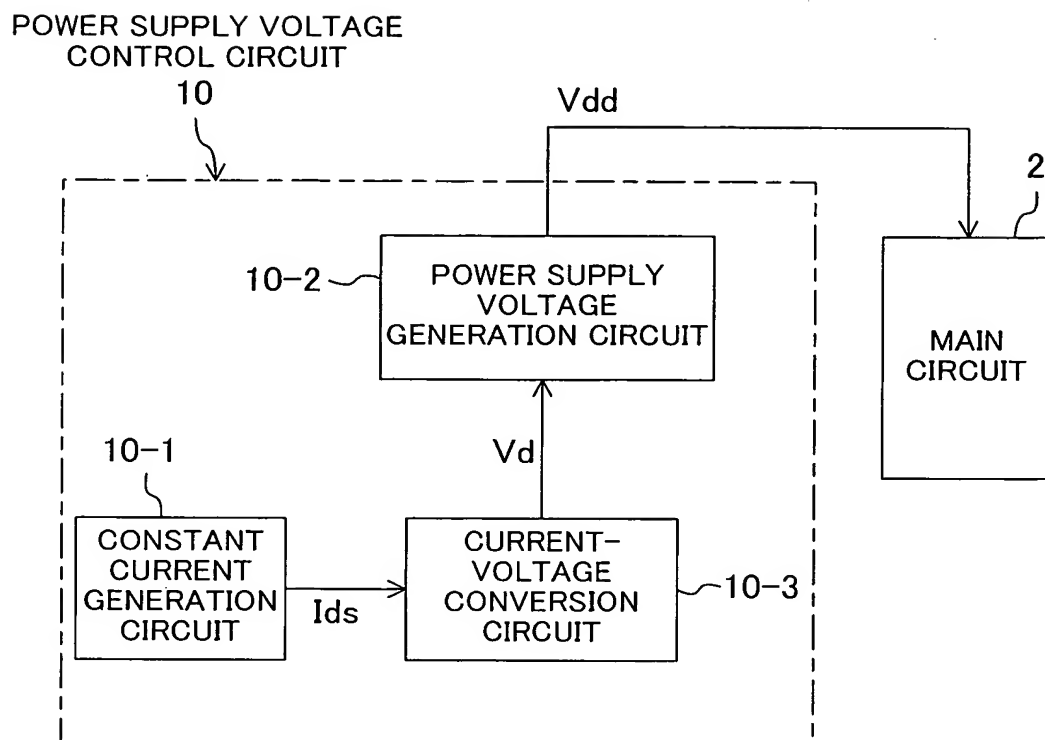 POWER SUPPLY VOLTAGE
CONTROL CIRCUIT
10
Vdd
2
10-2
POWER SUPPLY
VOLTAGE
GENERATION CIRCUIT
MAIN
CIRCUIT
Vd
10-1
CONSTANT
CURRENT
GENERATION
CIRCUIT
Ids
CURRENT-
VOLTAGE
CONVERSION
CIRCUIT
10-3